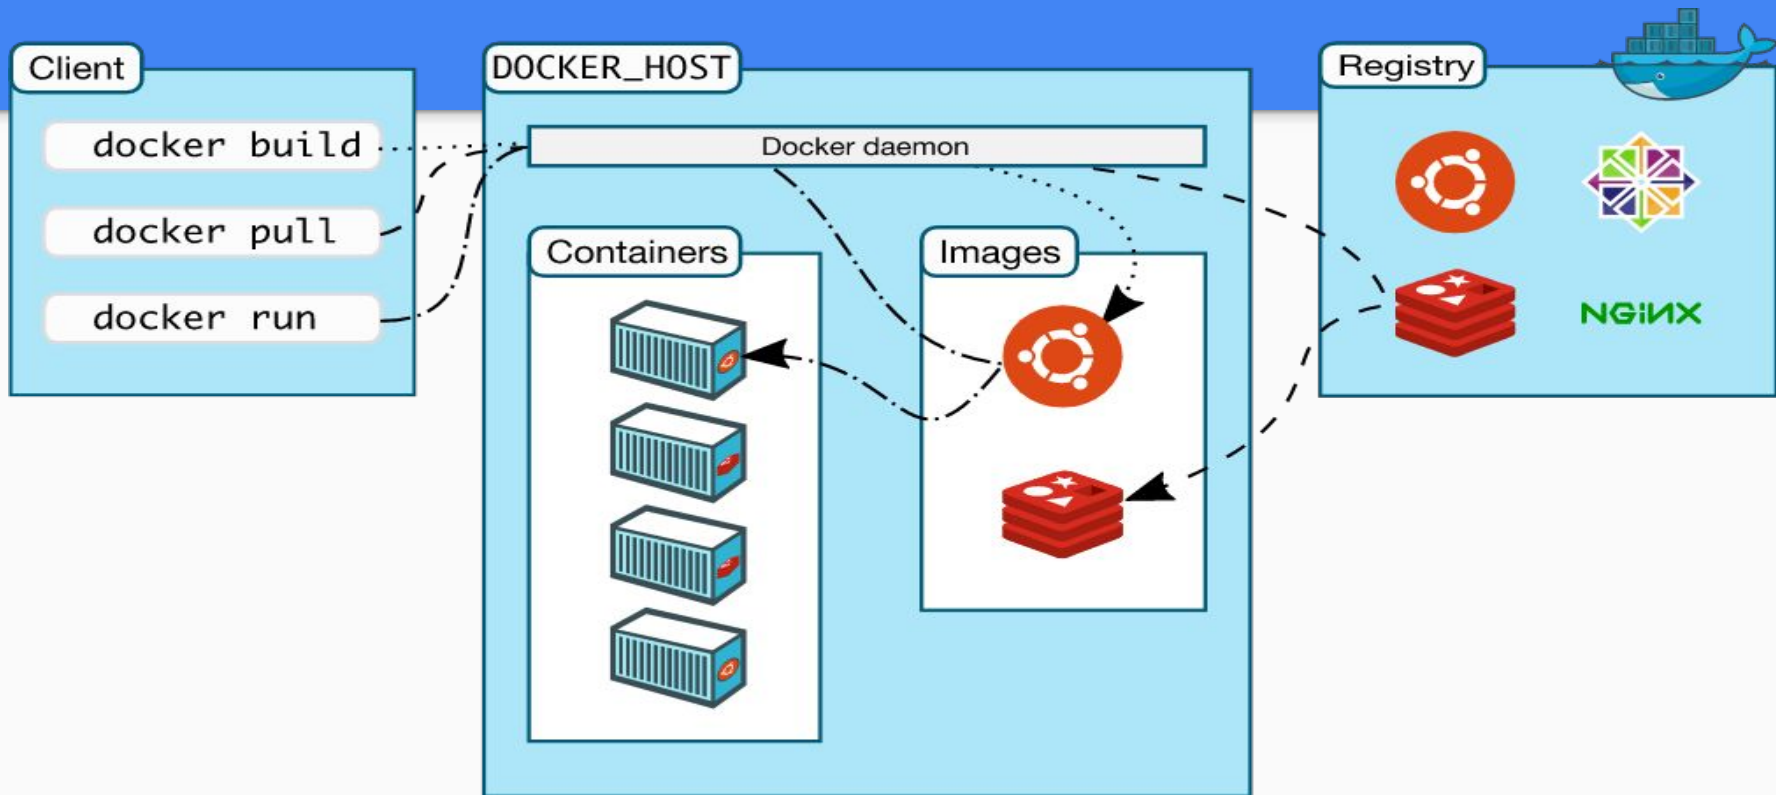 Client
docker build
docker pull
docker run
DOCKER_HOST
Docker daemon
Containers
Images
Registry
NGiNX